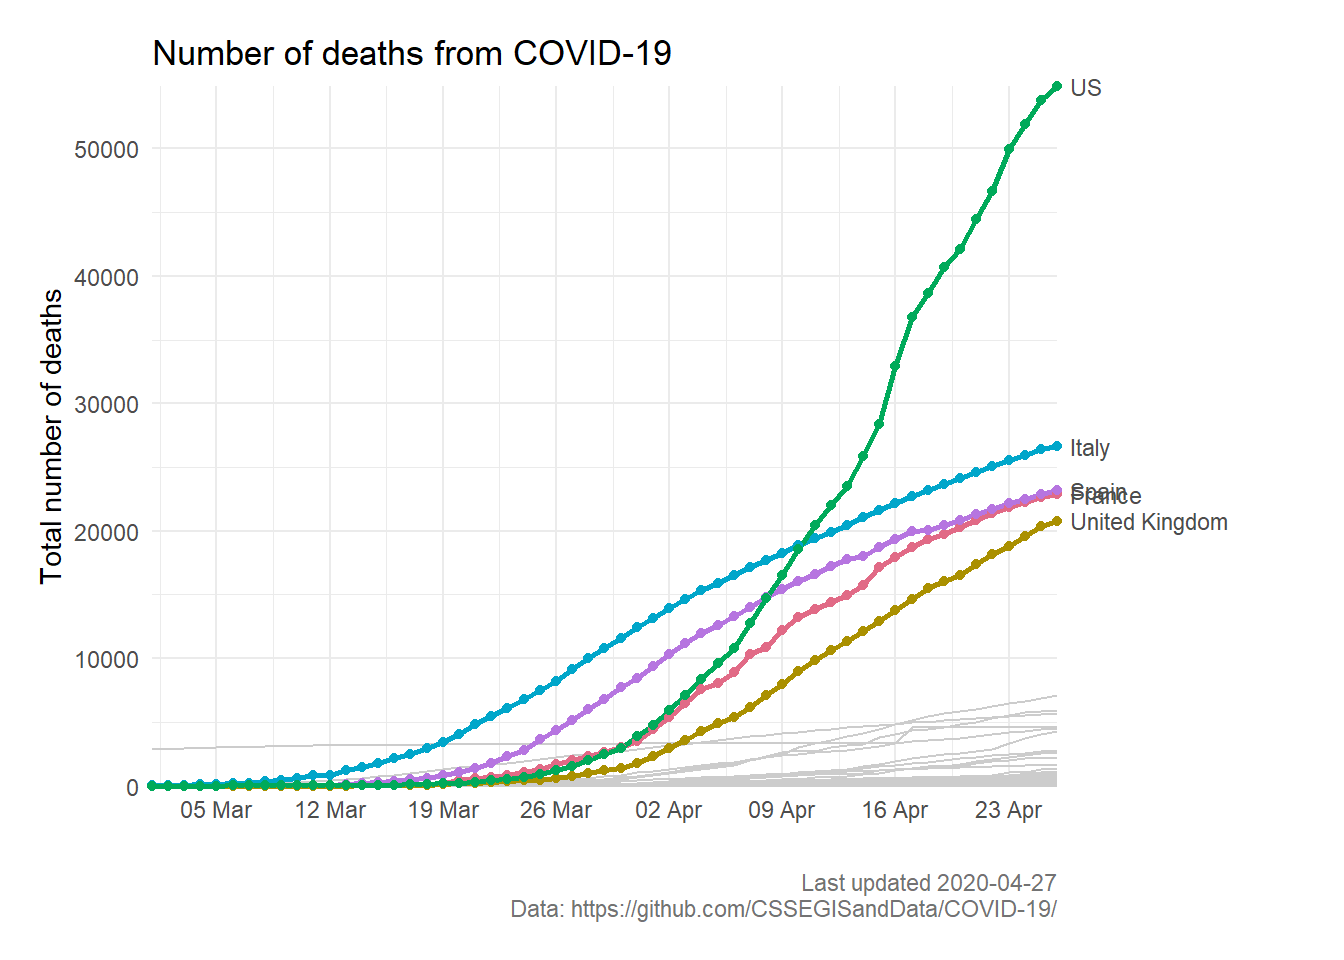 Number of deaths from COVID-19
US
50000
40000
30000
Total number of deaths
Italy
Spain
France
United Kingdom
20000
10000
0
05 Mar
12 Mar
19 Mar
26 Mar
02 Apr
09 Apr
16 Apr
23 Apr
Last updated 2020-04-27
Data: https://github.com/CSSEGISandData/COVID-19/